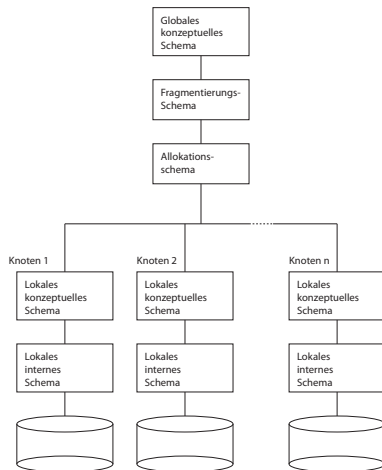 Globales
konzeptuelles
Schema
Fragmentierungs-
Schema
Allokations-
schema
Knoten 1
Knoten 2
Knoten n
Lokales
konzeptuelles
Schema
Lokales
konzeptuelles
Schema
Lokales
konzeptuelles
Schema
Lokales
internes
Schema
Lokales
internes
Schema
Lokales
internes
Schema